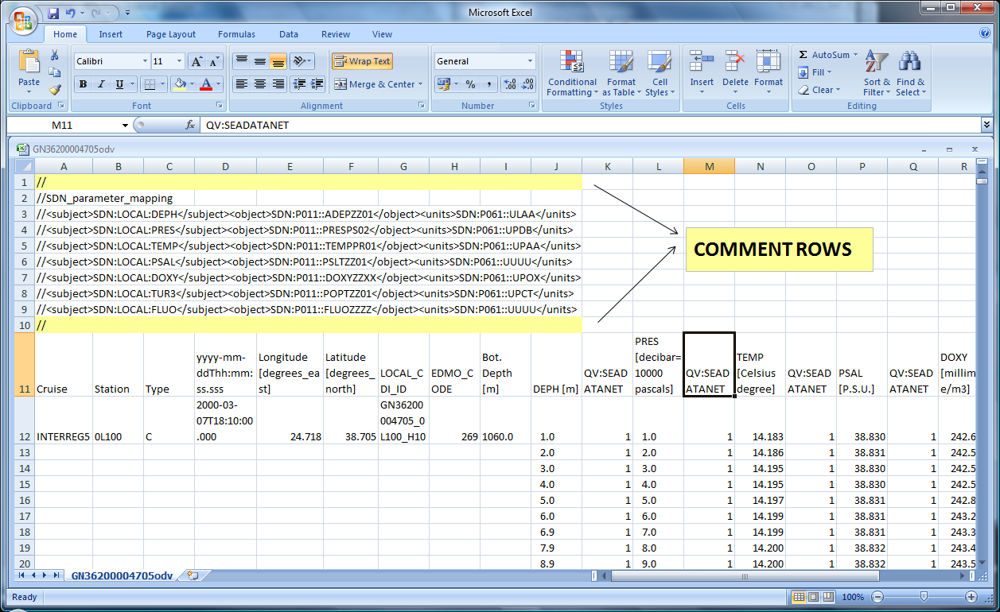 Microsoft Excel
Home Insert Page Layout Formulas Data Review View
Paste Calibri 11 A A Wrap Text General Conditional Formatting Format as Table Cell Styles Insert Delete Format Σ AutoSum Fill Clear Sort & Filter Find & Select
B I U A Merge & Center % ,
Clipboard Font Alignment Number Styles Cells Editing
M11 fx QV:SEADATANET
GN36200004705odv
A B C D E F G H I J K L M N O P Q R
1 //
2 //SDN_parameter_mapping
3 //<subject>SDN:LOCAL:DEPH</subject><object>SDN:P011::ADEPZZ01</object><units>SDN:P061::ULAA</units>
4 //<subject>SDN:LOCAL:PRES</subject><object>SDN:P011::PRESPS02</object><units>SDN:P061::UPDB</units>
5 //<subject>SDN:LOCAL:TEMP</subject><object>SDN:P011::TEMPPR01</object><units>SDN:P061::UPAA</units>
6 //<subject>SDN:LOCAL:PSAL</subject><object>SDN:P011::PSLTZZ01</object><units>SDN:P061::UUUU</units>
7 //<subject>SDN:LOCAL:DOXY</subject><object>SDN:P011::DOXYZZXX</object><units>SDN:P061::UPOX</units>
8 //<subject>SDN:LOCAL:TUR3</subject><object>SDN:P011::POPTZZ01</object><units>SDN:P061::UPCT</units>
9 //<subject>SDN:LOCAL:FLUO</subject><object>SDN:P011::FLUOZZZZ</object><units>SDN:P061::UUUU</units>
10 //
COMMENT ROWS
11 Cruise Station Type yyyy-mm-ddThh:mm:ss.sss Longitude [degrees_east] Latitude [degrees_north] LOCAL_CDI_ID EDMO_CODE Bot. Depth [m] DEPH [m] QV:SEADATANET PRES [decibar=10000 pascals] QV:SEADATANET TEMP [Celsius degree] QV:SEADATANET PSAL [P.S.U.] QV:SEADATANET DOXY [millim e/m3]
12 INTERREG5 0L100 C 2000-03-07T18:10:00.000 24.718 38.705 GN36200004705_0L100_H10 269 1060.0 1.0 1 1.0 1 14.183 1 38.830 1 242.6
13 2.0 1 2.0 1 14.186 1 38.831 1 242.5
14 3.0 1 3.0 1 14.195 1 38.830 1 242.5
15 4.0 1 4.0 1 14.195 1 38.830 1 242.5
16 5.0 1 5.0 1 14.197 1 38.831 1 242.8
17 6.0 1 6.0 1 14.199 1 38.831 1 243.2
18 6.9 1 7.0 1 14.199 1 38.831 1 243.3
19 7.9 1 8.0 1 14.200 1 38.832 1 243.4
20 8.9 1 9.0 1 14.200 1 38.832 1 243.5
GN36200004705odv
Ready 100%